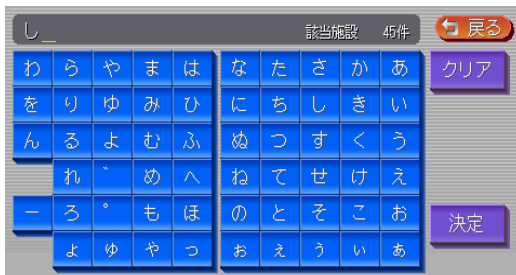 し_ 該当施設 45件 戻る
わ ら や ま は な た さ か あ クリア
を り ゆ み ひ に ち し き い
ん る よ む ふ ぬ つ す く う
れ ゛ め へ ね て せ け え
ー ろ ゜ も ほ の と そ こ お 決定
ょ ゅ ゃ っ ぉ ぇ ぅ ぃ ぁ